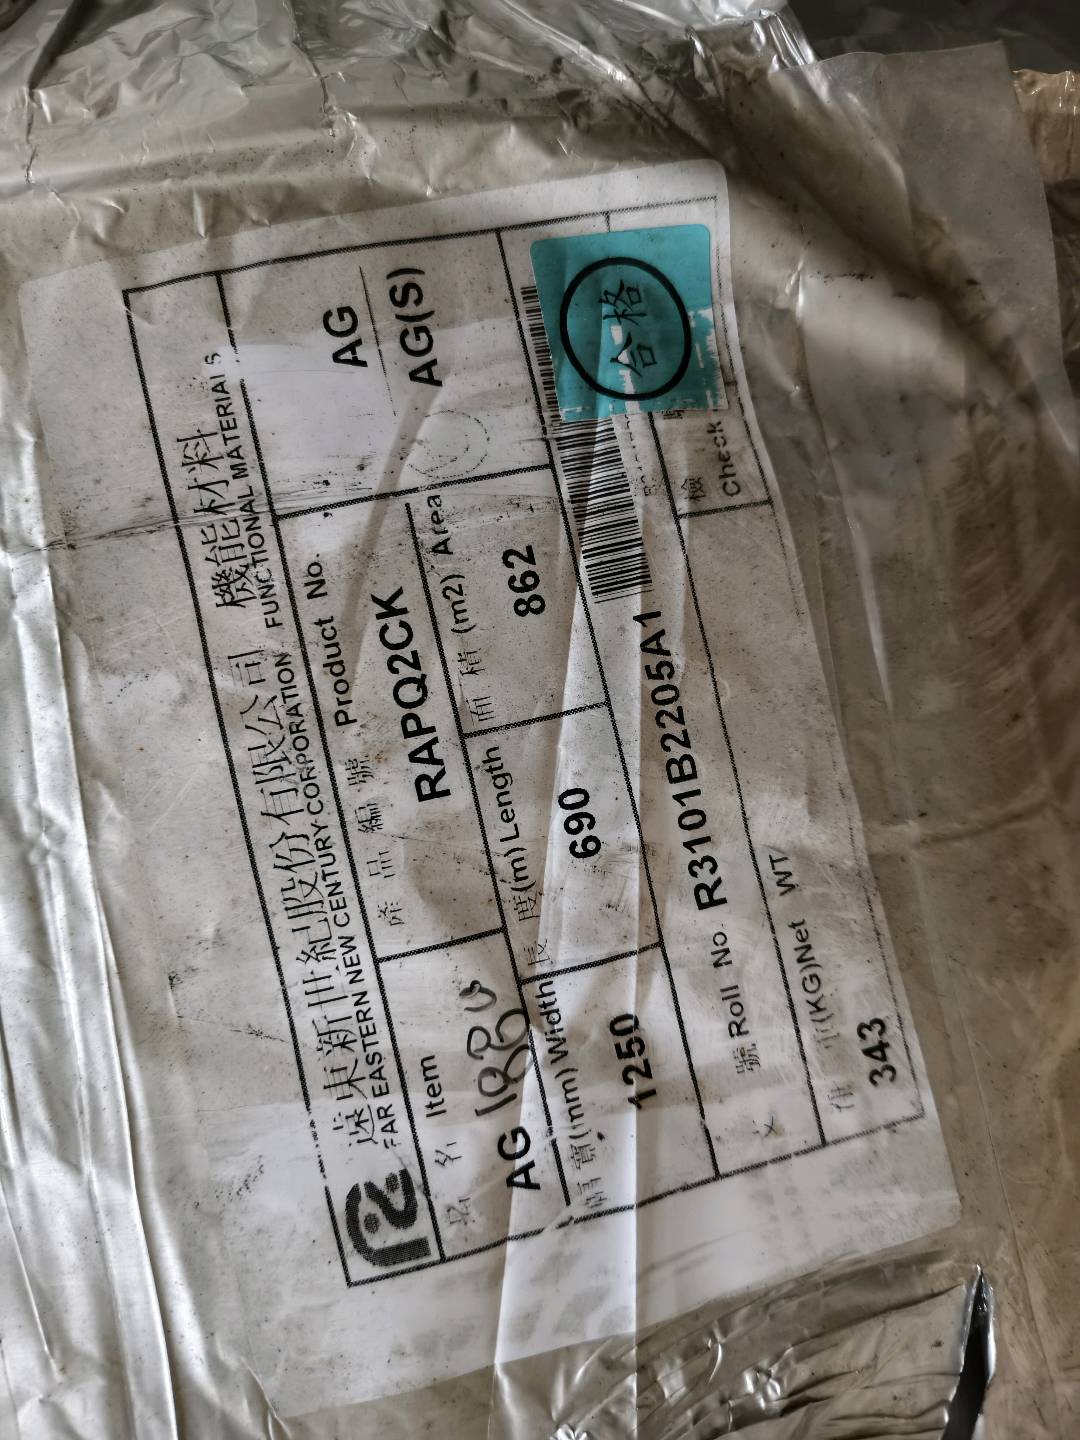 遠東新世紀股份有限公司 機能材料
FAR EASTERN NEW CENTURY CORPORATION FUNCTIONAL MATERIALS
品 名 Item
AG 188U
產 品 編 號 Product No.
RAPQ2CK
AG
AG(S)
幅 寬(mm) Width
1250
長 度(m) Length
690
面 積 (m2) Area
862
號 Roll No R3101B2205A1
淨 重(KG)Net WT
343
檢 驗
Check
合格